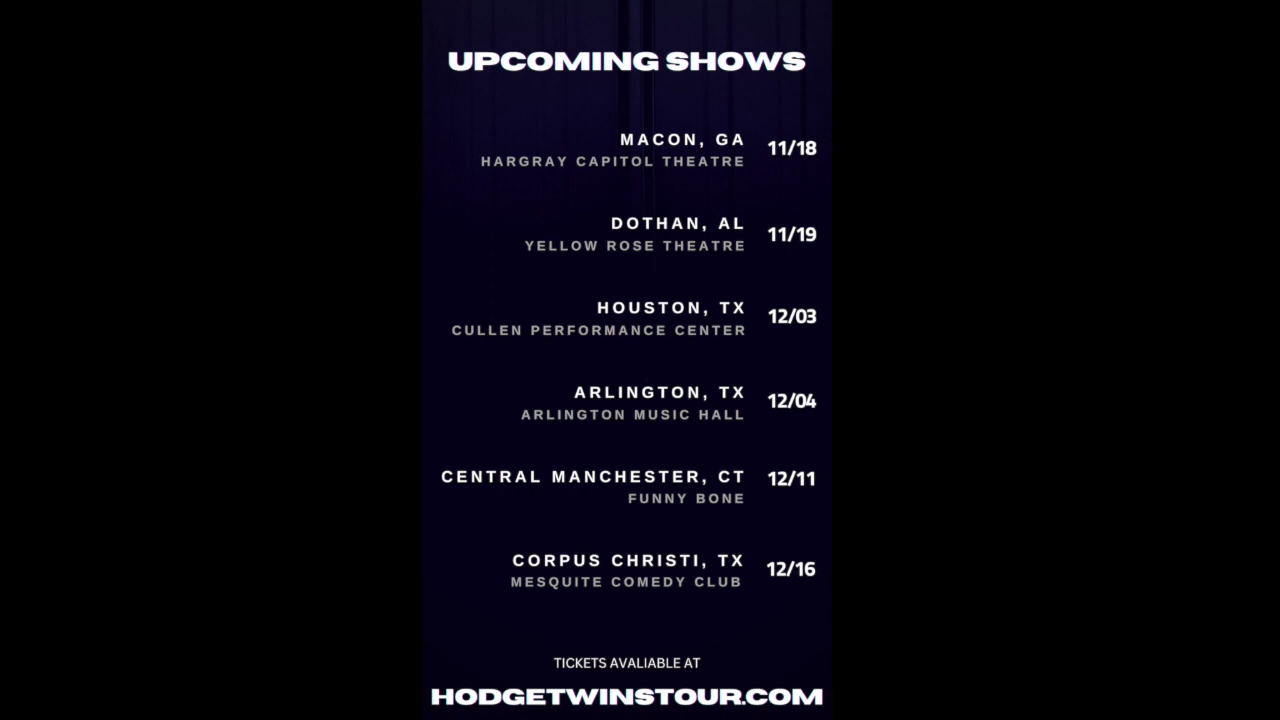 UPCOMING SHOWS
MACON, GA
HARGRAY CAPITOL THEATRE
11/18
DOTHAN, AL
YELLOW ROSE THEATRE
11/19
HOUSTON, TX
CULLEN PERFORMANCE CENTER
12/03
ARLINGTON, TX
ARLINGTON MUSIC HALL
12/04
CENTRAL MANCHESTER, CT
FUNNY BONE
12/11
CORPUS CHRISTI, TX
MESQUITE COMEDY CLUB
12/16
TICKETS AVALIABLE AT
HODGETWINSTOUR.COM